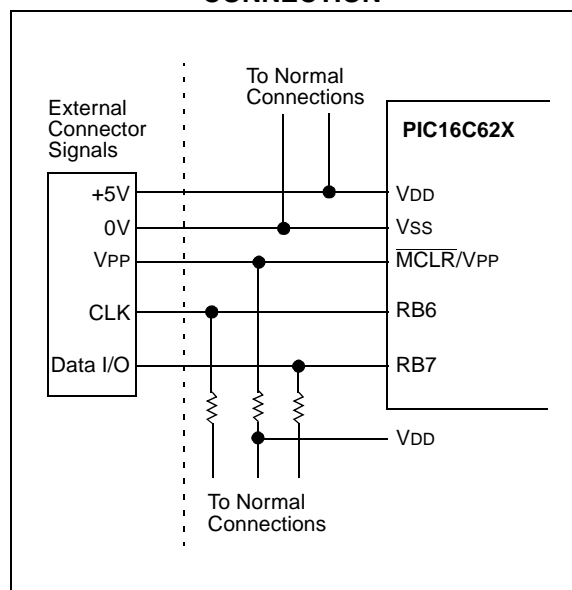 CONNECTION
To Normal
Connections
External
Connector
Signals
PIC16C62X
+5V
VDD
0V
VSS
VPP
MCLR/VPP
CLK
RB6
Data I/O
RB7
VDD
To Normal
Connections